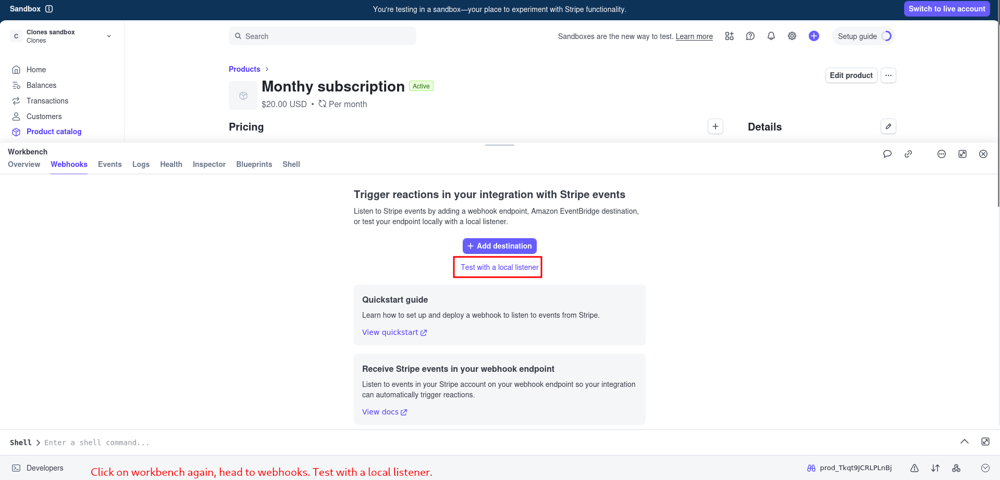 Sandbox
You're testing in a sandbox—your place to experiment with Stripe functionality.
Switch to live account
C
Clones sandbox
Clones
Search
Sandboxes are the new way to test. Learn more
Setup guide
Home
Balances
Transactions
Customers
Product catalog
Products
Monthy subscription
Active
$20.00 USD • Per month
Edit product
Pricing
Details
Workbench
Overview Webhooks Events Logs Health Inspector Blueprints Shell
Trigger reactions in your integration with Stripe events
Listen to Stripe events by adding a webhook endpoint, Amazon EventBridge destination,
or test your endpoint locally with a local listener.
Add destination
Test with a local listener
Quickstart guide
Learn how to set up and deploy a webhook to listen to events from Stripe.
View quickstart
Receive Stripe events in your webhook endpoint
Listen to events in your Stripe account on your webhook endpoint so your integration
can automatically trigger reactions.
View docs
Shell Enter a shell command...
Developers
Click on workbench again, head to webhooks. Test with a local listener.
prod_Tkqt9JCRLPLnBj